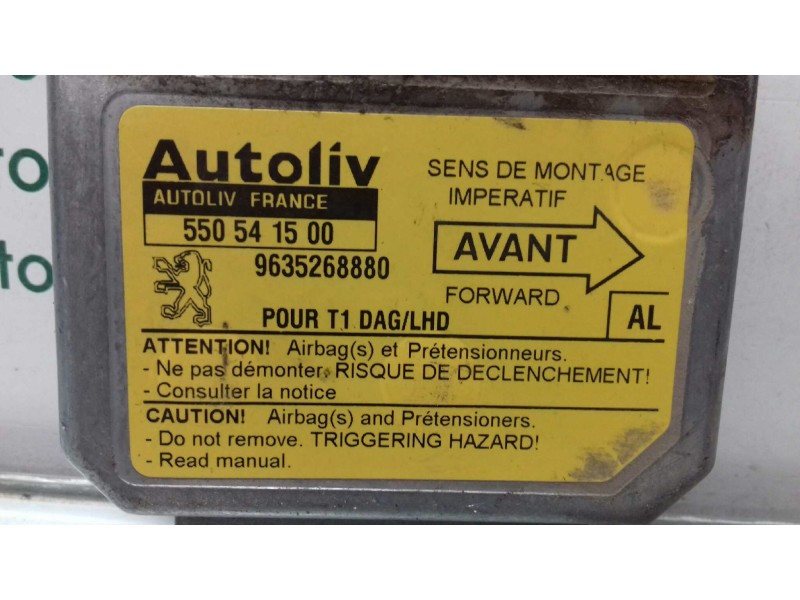 Autoliv
AUTOLIV FRANCE
550 54 15 00
9635268880
POUR T1 DAG/LHD
SENS DE MONTAGE
IMPERATIF
AVANT
FORWARD
AL
ATTENTION! Airbag(s) et Prétensionneurs.
- Ne pas démonter. RISQUE DE DECLENCHEMENT!
- Consulter la notice
CAUTION! Airbag(s) and Prétensioners.
- Do not remove. TRIGGERING HAZARD!
- Read manual.